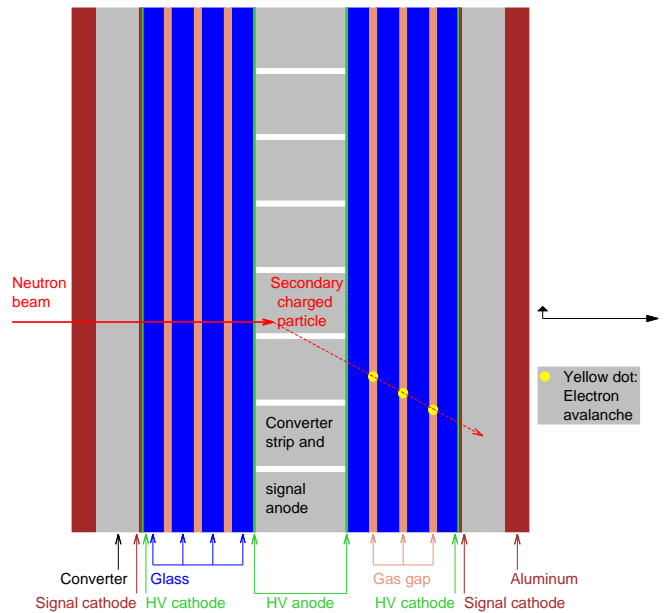 Neutron
beam
Secondary
charged
particle
Yellow dot:
Electron
avalanche
Converter
strip and
signal
anode
Converter
Glass
Gas gap
Aluminum
Signal cathode
HV cathode
HV anode
HV cathode
Signal cathode